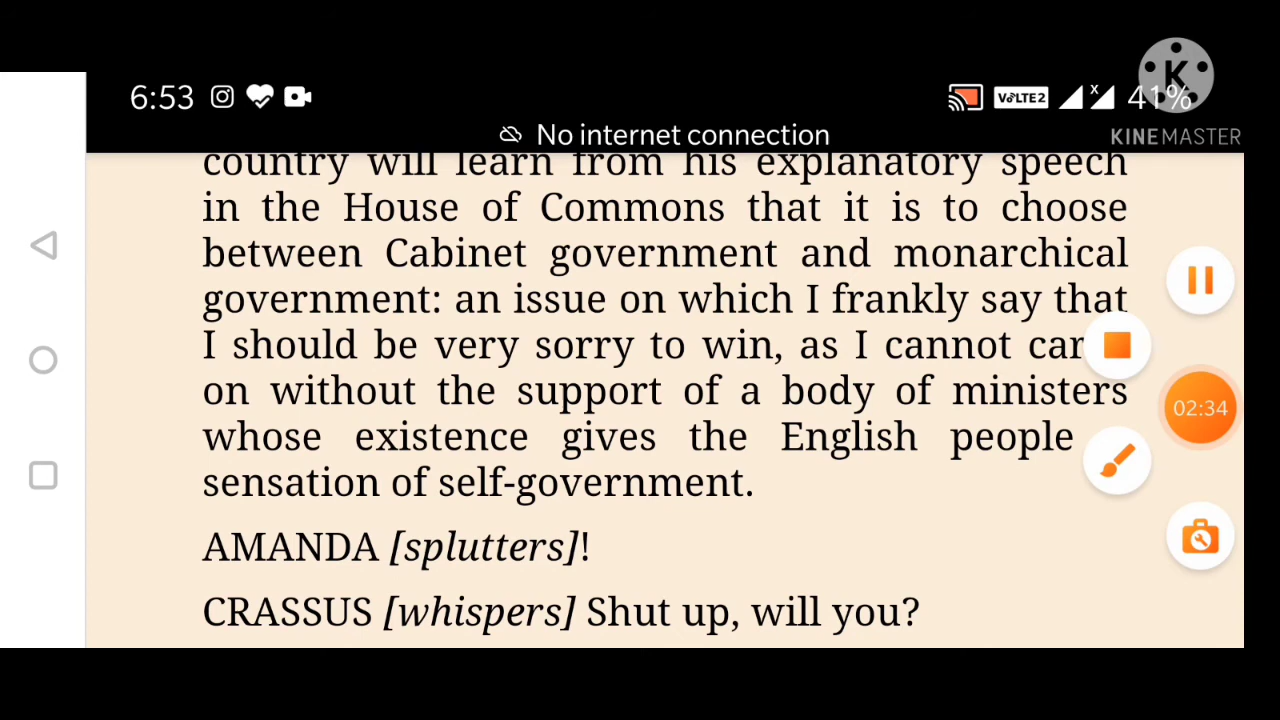 6:53 VoLTE2 X 41%
No internet connection
K
KINEMASTER
country will learn from his explanatory speech
in the House of Commons that it is to choose
between Cabinet government and monarchical
government: an issue on which I frankly say that
I should be very sorry to win, as I cannot
on without the support of a body of ministers
whose existence gives the English people
sensation of self-government.
02:34
AMANDA [splutters]!
CRASSUS [whispers] Shut up, will you?